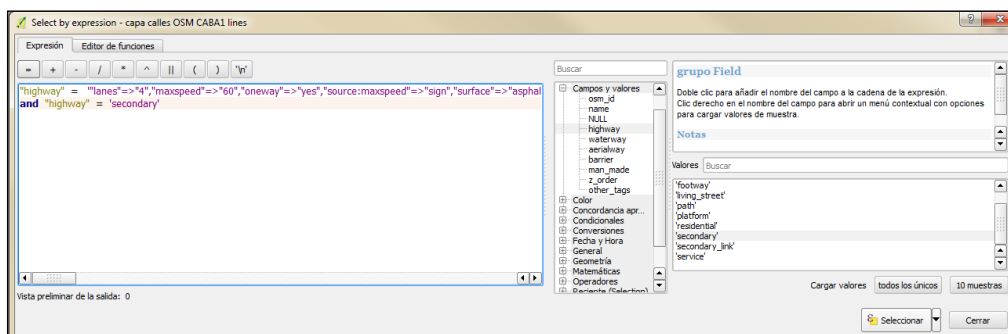 Select by expression - capa calles OSM CABA1 lines
Expresión
Editor de funciones
= + - / * ^ || ( ) '\n'
"highway" = '"lanes"=>"4","maxspeed"=>"60","oneway"=>"yes","source:maxspeed"=>"sign","surface"=>"asphal
and "highway" = 'secondary'
Vista preliminar de la salida: 0
Buscar
Campos y valores
osm_id
name
NULL
highway
waterway
aerialway
barrier
man_made
z_order
other_tags
Color
Concordancia apr...
Condicionales
Conversiones
Fecha y Hora
General
Geometría
Matemáticas
Operadores
Reciente (Selection)
grupo Field
Doble clic para añadir el nombre del campo a la cadena de la expresión.
Clic derecho en el nombre del campo para abrir un menú contextual con opciones
para cargar valores de muestra.
Notas
Valores Buscar
'footway'
'living_street'
'path'
'platform'
'residential'
'secondary'
'secondary_link'
'service'
Cargar valores todos los únicos 10 muestras
Seleccionar Cerrar